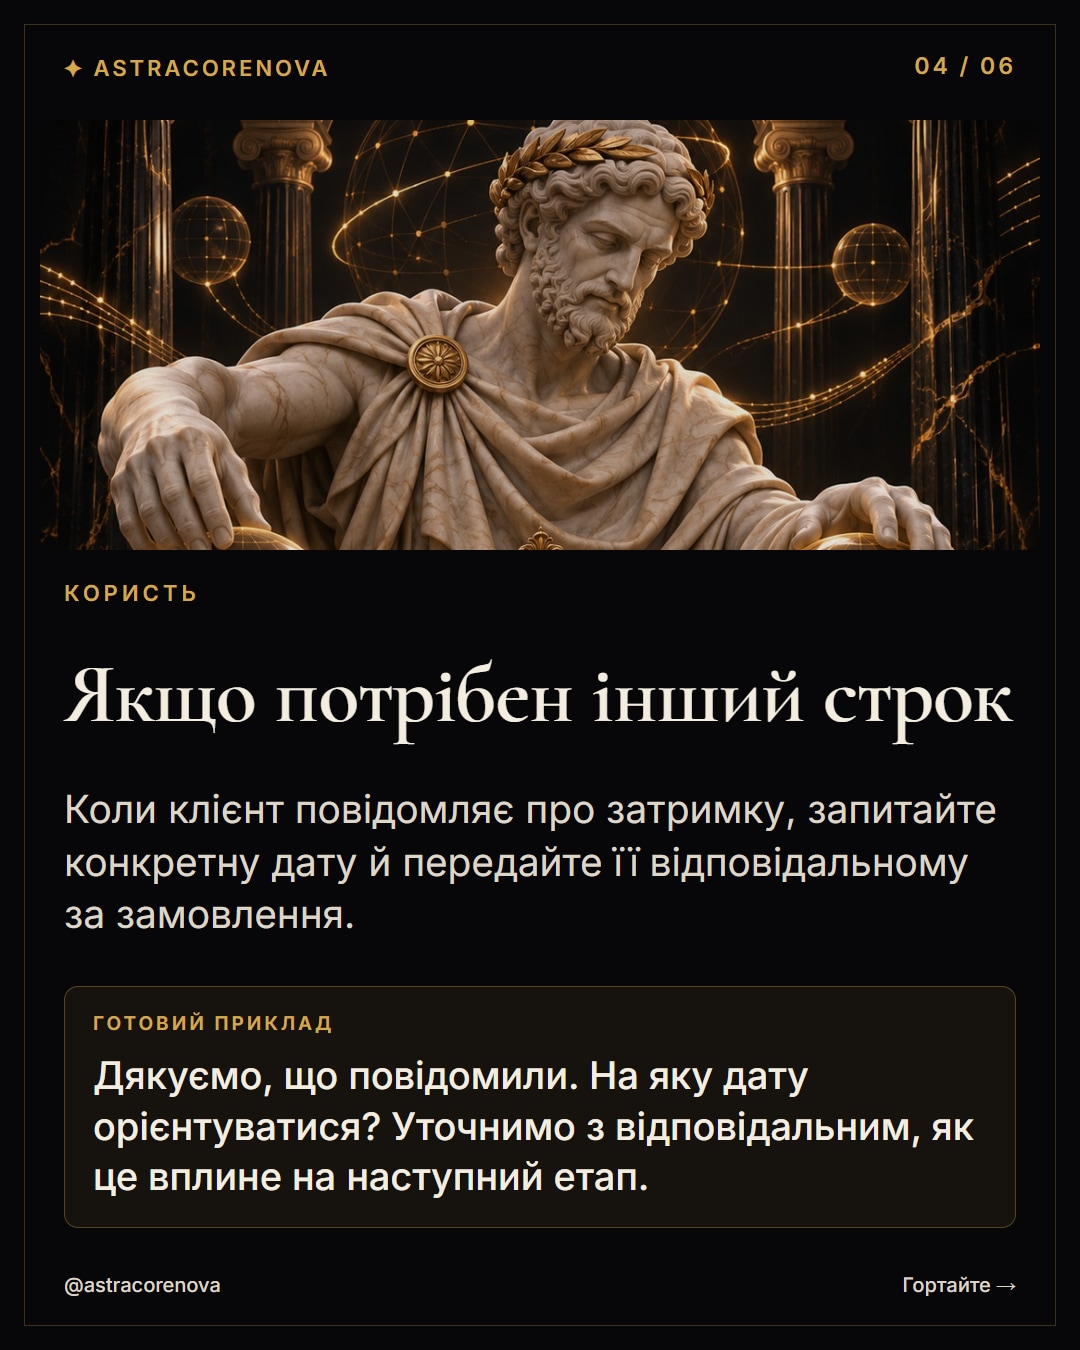 ✦ ASTRACORENOVA
04 / 06
КОРИСТЬ
Якщо потрібен інший строк
Коли клієнт повідомляє про затримку, запитайте
конкретну дату й передайте її відповідальному
за замовлення.
ГОТОВИЙ ПРИКЛАД
Дякуємо, що повідомили. На яку дату
орієнтуватися? Уточнимо з відповідальним, як
це вплине на наступний етап.
@astracorenova
Гортайте →